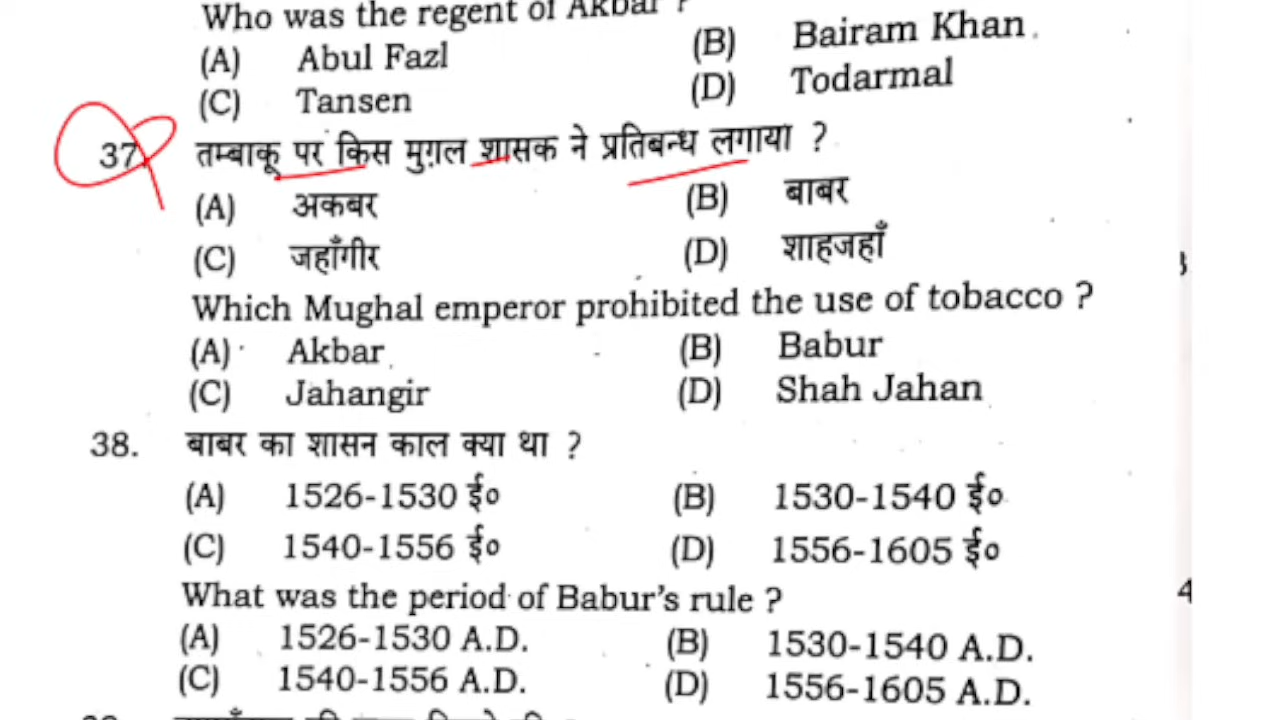 Who was the regent of Akbar ?
(A) Abul Fazl (B) Bairam Khan
(C) Tansen (D) Todarmal
37. तम्बाकू पर किस मुग़ल शासक ने प्रतिबन्ध लगाया ?
(A) अकबर (B) बाबर
(C) जहाँगीर (D) शाहजहाँ
Which Mughal emperor prohibited the use of tobacco ?
(A) Akbar (B) Babur
(C) Jahangir (D) Shah Jahan
38. बाबर का शासन काल क्या था ?
(A) 1526-1530 ई० (B) 1530-1540 ई०
(C) 1540-1556 ई० (D) 1556-1605 ई०
What was the period of Babur's rule ?
(A) 1526-1530 A.D. (B) 1530-1540 A.D.
(C) 1540-1556 A.D. (D) 1556-1605 A.D.
4